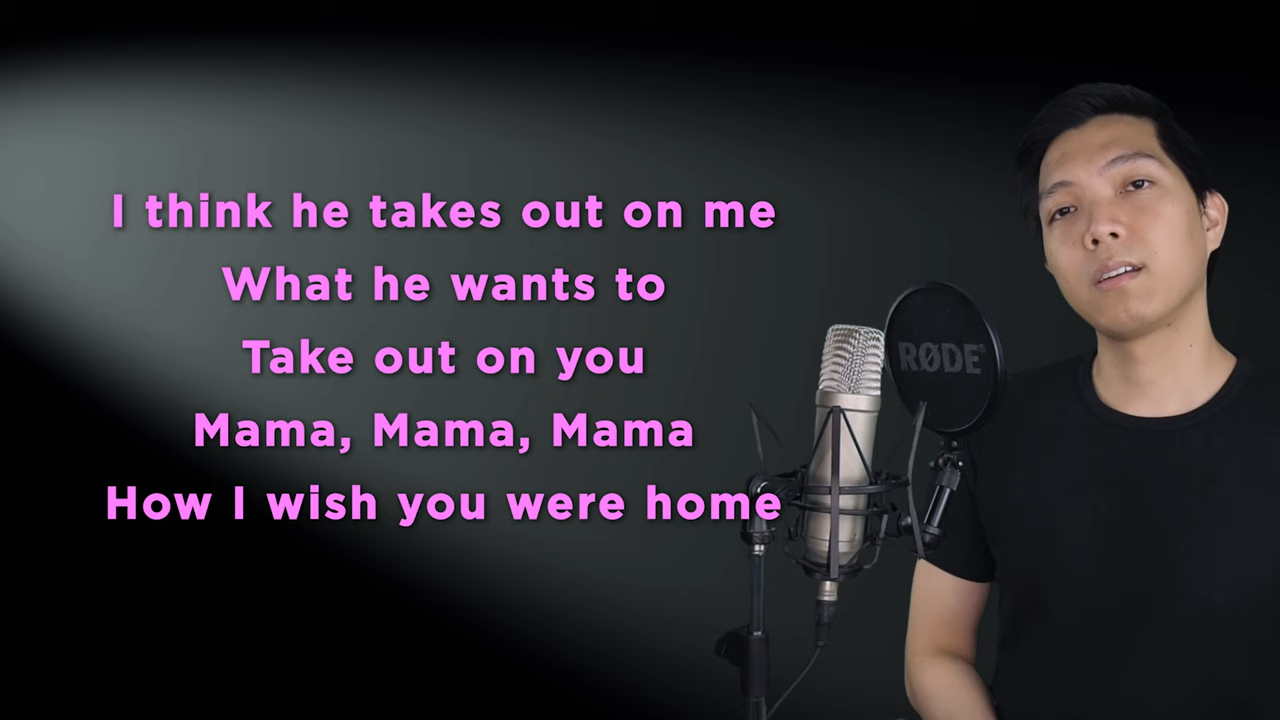 I think he takes out on me
What he wants to
Take out on you
Mama, Mama, Mama
How I wish you were home
RØDE®